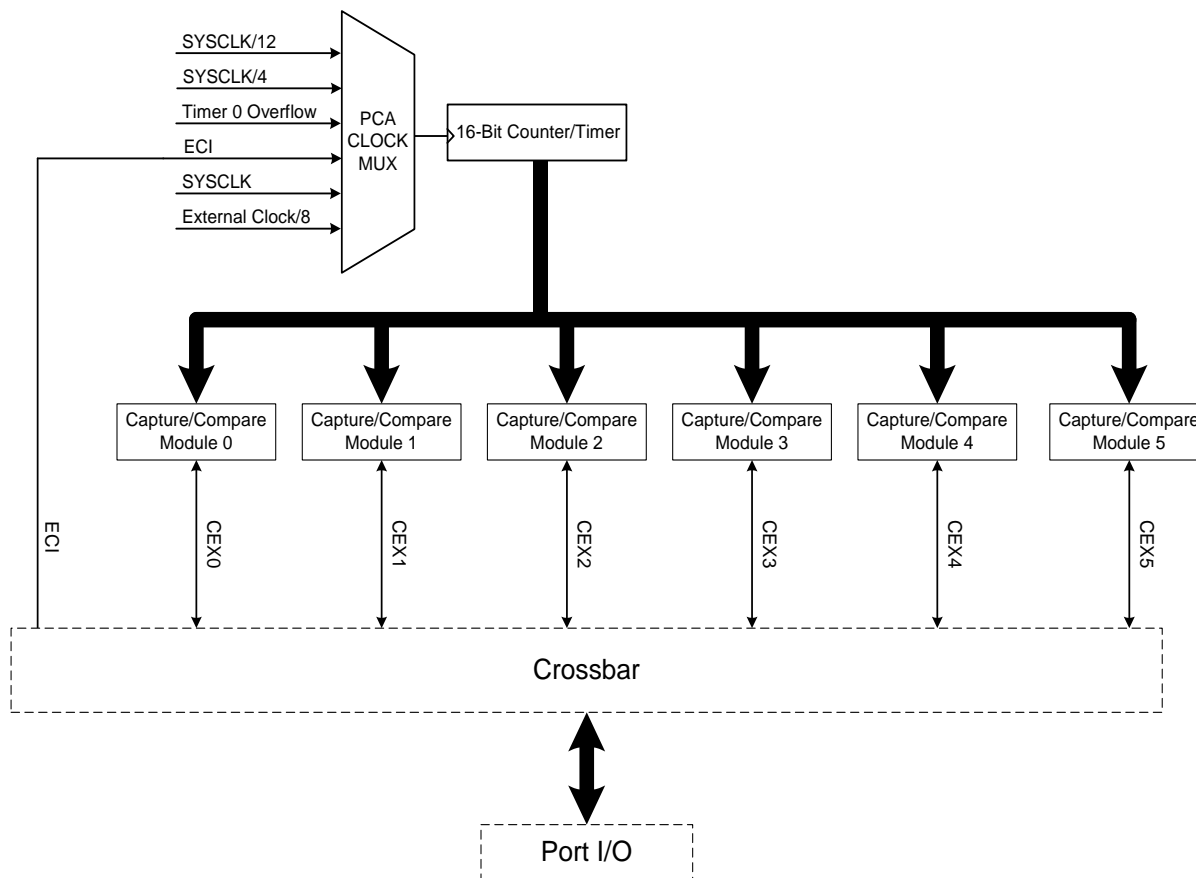 SYSCLK/12
SYSCLK/4
Timer 0 Overflow
ECI
SYSCLK
External Clock/8
PCA
CLOCK
MUX
16-Bit Counter/Timer
Capture/Compare
Module 0
Capture/Compare
Module 1
Capture/Compare
Module 2
Capture/Compare
Module 3
Capture/Compare
Module 4
Capture/Compare
Module 5
ECI
CEX0
CEX1
CEX2
CEX3
CEX4
CEX5
Crossbar
Port I/O